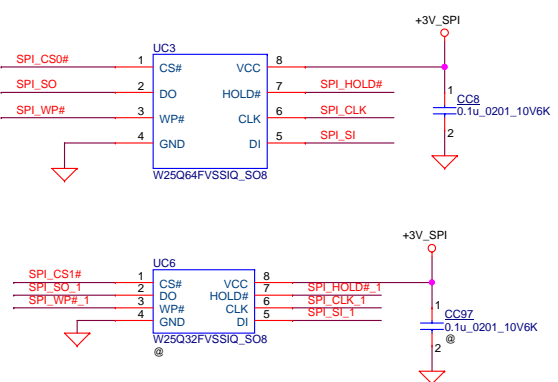 +3V_SPI
UC3
SPI_CS0# 1 CS# VCC 8
SPI_SO 2 DO HOLD# 7 SPI_HOLD#
SPI_WP# 3 WP# CLK 6 SPI_CLK
4 GND DI 5 SPI_SI
W25Q64FVSSIQ_SO8
1
CC8
0.1u_0201_10V6K
2
+3V_SPI
UC6
SPI_CS1# 1 CS# VCC 8
SPI_SO_1 2 DO HOLD# 7 SPI_HOLD#_1
SPI_WP#_1 3 WP# CLK 6 SPI_CLK_1
4 GND DI 5 SPI_SI_1
W25Q32FVSSIQ_SO8
@
1
CC97
0.1u_0201_10V6K
@
2